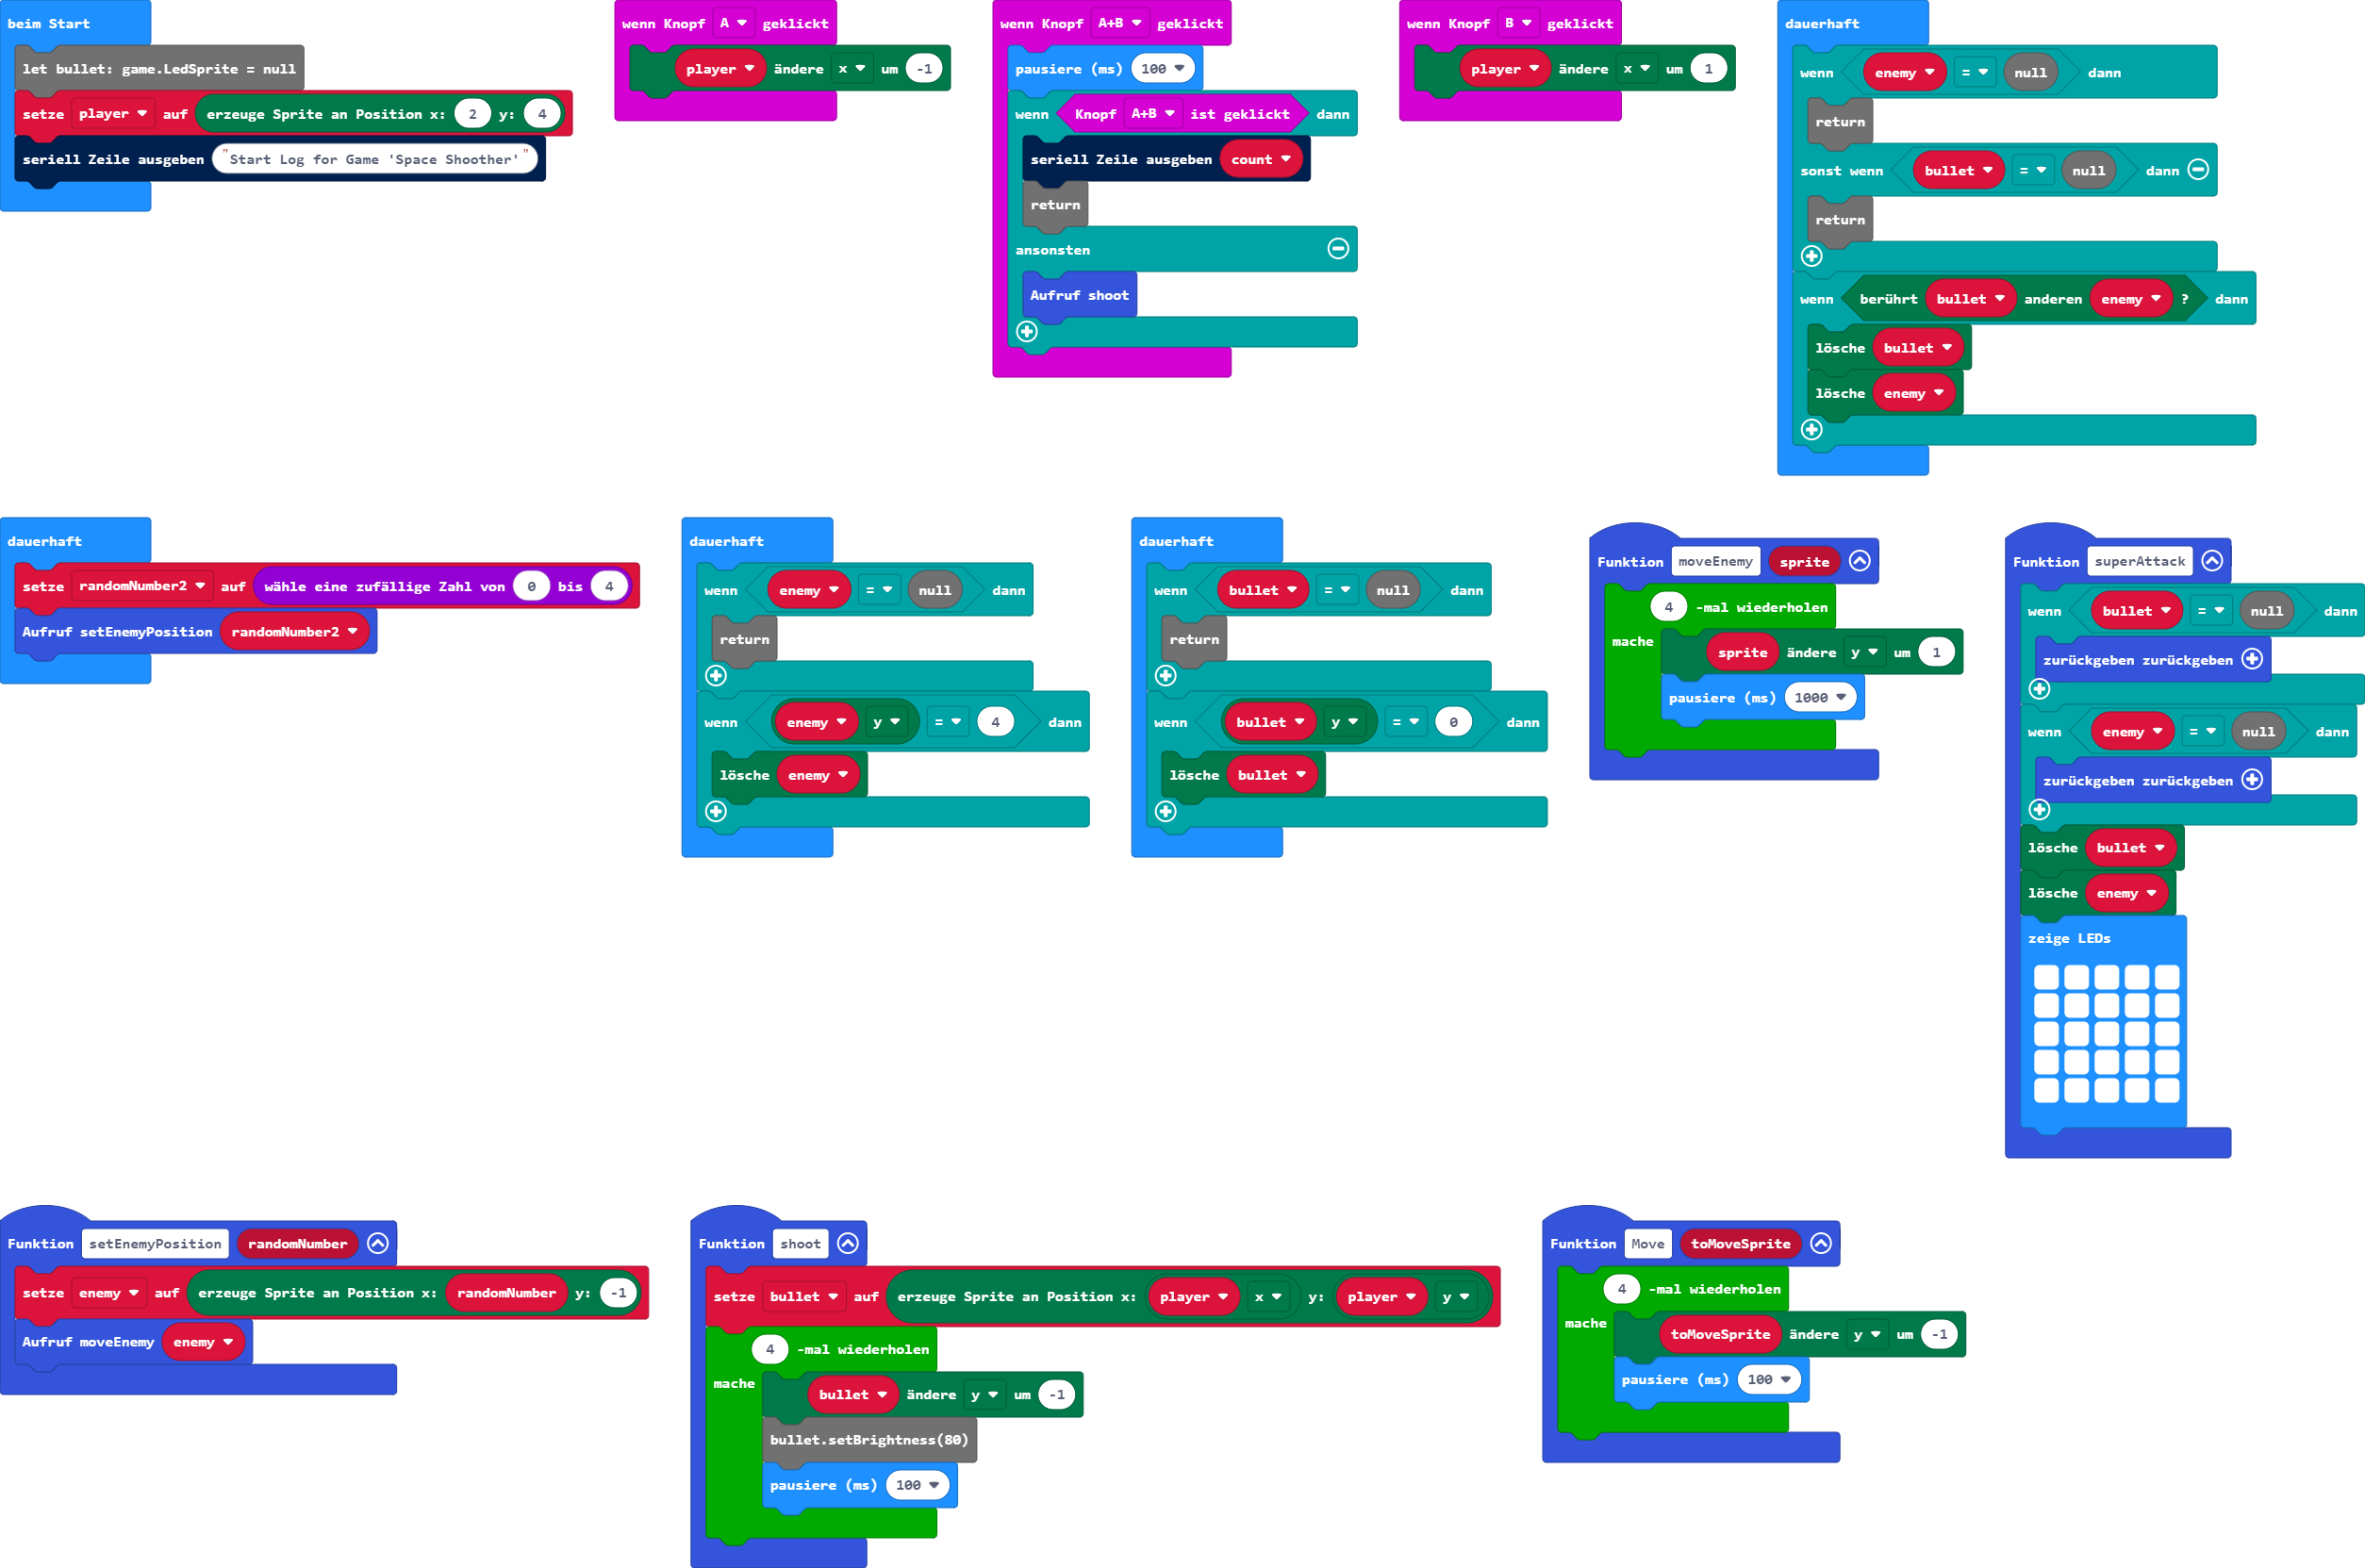 beim Start
let bullet: game.LedSprite = null
setze player auf erzeuge Sprite an Position x: 2 y: 4
seriell Zeile ausgeben "Start Log for Game 'Space Shoother'"
wenn Knopf A geklickt
player ändere x um -1
wenn Knopf A+B geklickt
pausiere (ms) 100
wenn Knopf A+B ist geklickt dann
seriell Zeile ausgeben count
return
ansonsten
Aufruf shoot
wenn Knopf B geklickt
player ändere x um 1
dauerhaft
wenn enemy = null dann
return
sonst wenn bullet = null dann
return
wenn berührt bullet anderen enemy ? dann
lösche bullet
lösche enemy
dauerhaft
setze randomNumber2 auf wähle eine zufällige Zahl von 0 bis 4
Aufruf setEnemyPosition randomNumber2
dauerhaft
wenn enemy = null dann
return
wenn enemy y = 4 dann
lösche enemy
dauerhaft
wenn bullet = null dann
return
wenn bullet y = 0 dann
lösche bullet
Funktion moveEnemy sprite
4 -mal wiederholen
mache sprite ändere y um 1
pausiere (ms) 1000
Funktion superAttack
wenn bullet = null dann
zurückgeben zurückgeben
wenn enemy = null dann
zurückgeben zurückgeben
lösche bullet
lösche enemy
zeige LEDs
Funktion setEnemyPosition randomNumber
setze enemy auf erzeuge Sprite an Position x: randomNumber y: -1
Aufruf moveEnemy enemy
Funktion shoot
setze bullet auf erzeuge Sprite an Position x: player x y: player y
4 -mal wiederholen
mache bullet ändere y um -1
bullet.setBrightness(80)
pausiere (ms) 100
Funktion Move toMoveSprite
4 -mal wiederholen
mache toMoveSprite ändere y um -1
pausiere (ms) 100